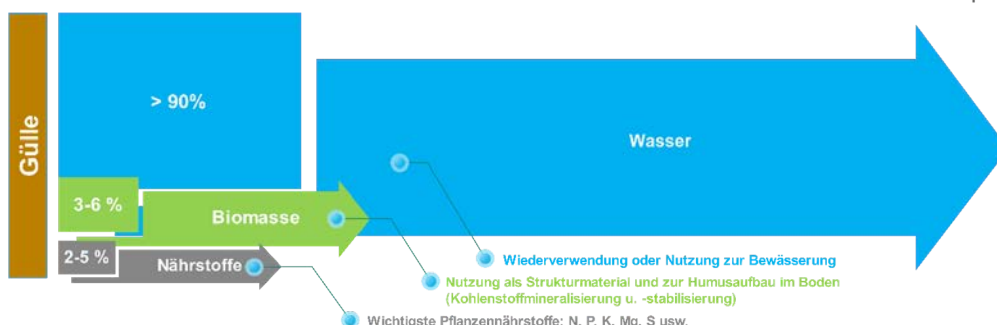 Gülle
> 90%
Wasser
3-6 %
Biomasse
2-5 %
Nährstoffe
Wiederverwendung oder Nutzung zur Bewässerung
Nutzung als Strukturmaterial und zur Humusaufbau im Boden
(Kohlenstoffmineralisierung u. -stabilisierung)
Wichtigste Pflanzennährstoffe: N, P, K, Mg, S usw.